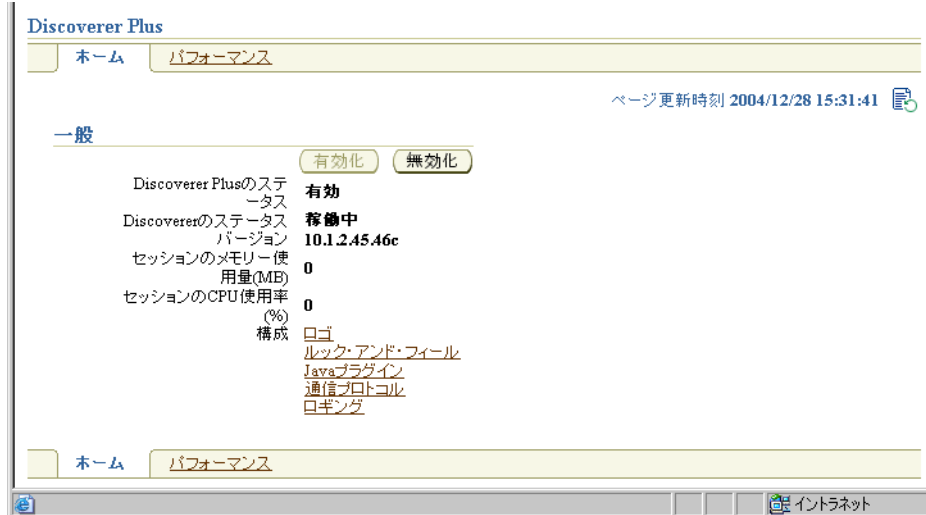 Discoverer Plus
ホーム パフォーマンス
ページ更新時刻 2004/12/28 15:31:41
一般
有効化 無効化
Discoverer Plusのステ
ータス 有効
Discovererのステータス 稼働中
バージョン 10.1.2.45.46c
セッションのメモリー使
用量(MB) 0
セッションのCPU使用率
(%) 0
構成 ロゴ
ルック・アンド・フィール
Javaプラグイン
通信プロトコル
ロギング
ホーム パフォーマンス
イントラネット